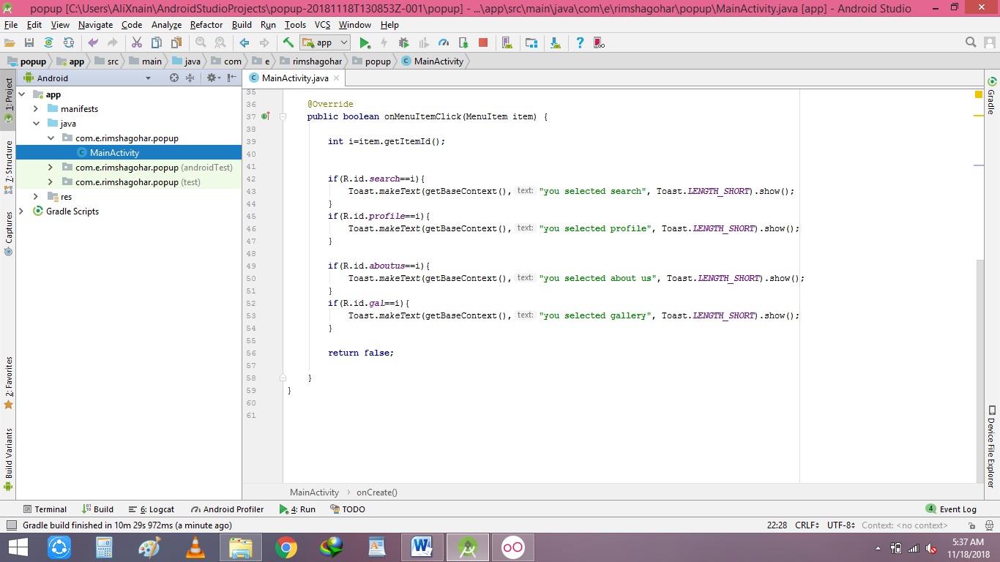 popup [C:\Users\AliXnain\AndroidStudioProjects\popup-20181118T130853Z-001\popup] - ...\app\src\main\java\com\e\rimshagohar\popup\MainActivity.java [app] - Android Studio
File Edit View Navigate Code Analyze Refactor Build Run Tools VCS Window Help
app
popup app src main java com e rimshagohar popup MainActivity
Android
MainActivity.java
1: Project
7: Structure
Captures
2: Favorites
Build Variants
app
manifests
java
com.e.rimshagohar.popup
MainActivity
com.e.rimshagohar.popup (androidTest)
com.e.rimshagohar.popup (test)
res
Gradle Scripts
35
36 @Override
37 public boolean onMenuItemClick(MenuItem item) {
38
39 int i=item.getItemId();
40
41
42 if(R.id.search==i){
43 Toast.makeText(getBaseContext(), text: "you selected search", Toast.LENGTH_SHORT).show();
44 }
45 if(R.id.profile==i){
46 Toast.makeText(getBaseContext(), text: "you selected profile", Toast.LENGTH_SHORT).show();
47 }
48
49 if(R.id.aboutus==i){
50 Toast.makeText(getBaseContext(), text: "you selected about us", Toast.LENGTH_SHORT).show();
51 }
52 if(R.id.gal==i){
53 Toast.makeText(getBaseContext(), text: "you selected gallery", Toast.LENGTH_SHORT).show();
54 }
55
56 return false;
57
58 }
59 }
60
61
MainActivity › onCreate()
Gradle
Device File Explorer
Terminal Build 6: Logcat Android Profiler 4: Run TODO 4 Event Log
Gradle build finished in 10m 29s 972ms (a minute ago) 22:28 CRLF UTF-8 Context: <no context>
5:37 AM
11/18/2018